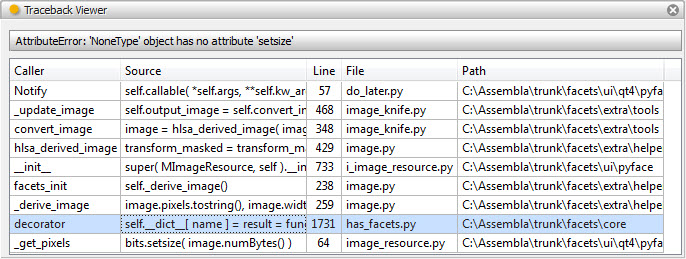 Traceback Viewer
AttributeError: 'NoneType' object has no attribute 'setsize'
Caller Source Line File Path
Notify self.callable( *self.args, **self.kw_ar 57 do_later.py C:\Assembla\trunk\facets\ui\qt4\pyfa
_update_image self.output_image = self.convert_in 468 image_knife.py C:\Assembla\trunk\facets\extra\tools
convert_image image = hlsa_derived_image( imag 348 image_knife.py C:\Assembla\trunk\facets\extra\tools
hlsa_derived_image transform_masked = transform_m 429 image.py C:\Assembla\trunk\facets\extra\helpe
__init__ super( MImageResource, self ).__in 733 i_image_resource.py C:\Assembla\trunk\facets\ui\pyface
facets_init self._derive_image() 238 image.py C:\Assembla\trunk\facets\extra\helpe
_derive_image image.pixels.tostring(), image.widt 259 image.py C:\Assembla\trunk\facets\extra\helpe
decorator self.__dict__[ name ] = result = fun 1731 has_facets.py C:\Assembla\trunk\facets\core
_get_pixels bits.setsize( image.numBytes() ) 64 image_resource.py C:\Assembla\trunk\facets\ui\qt4\pyfa